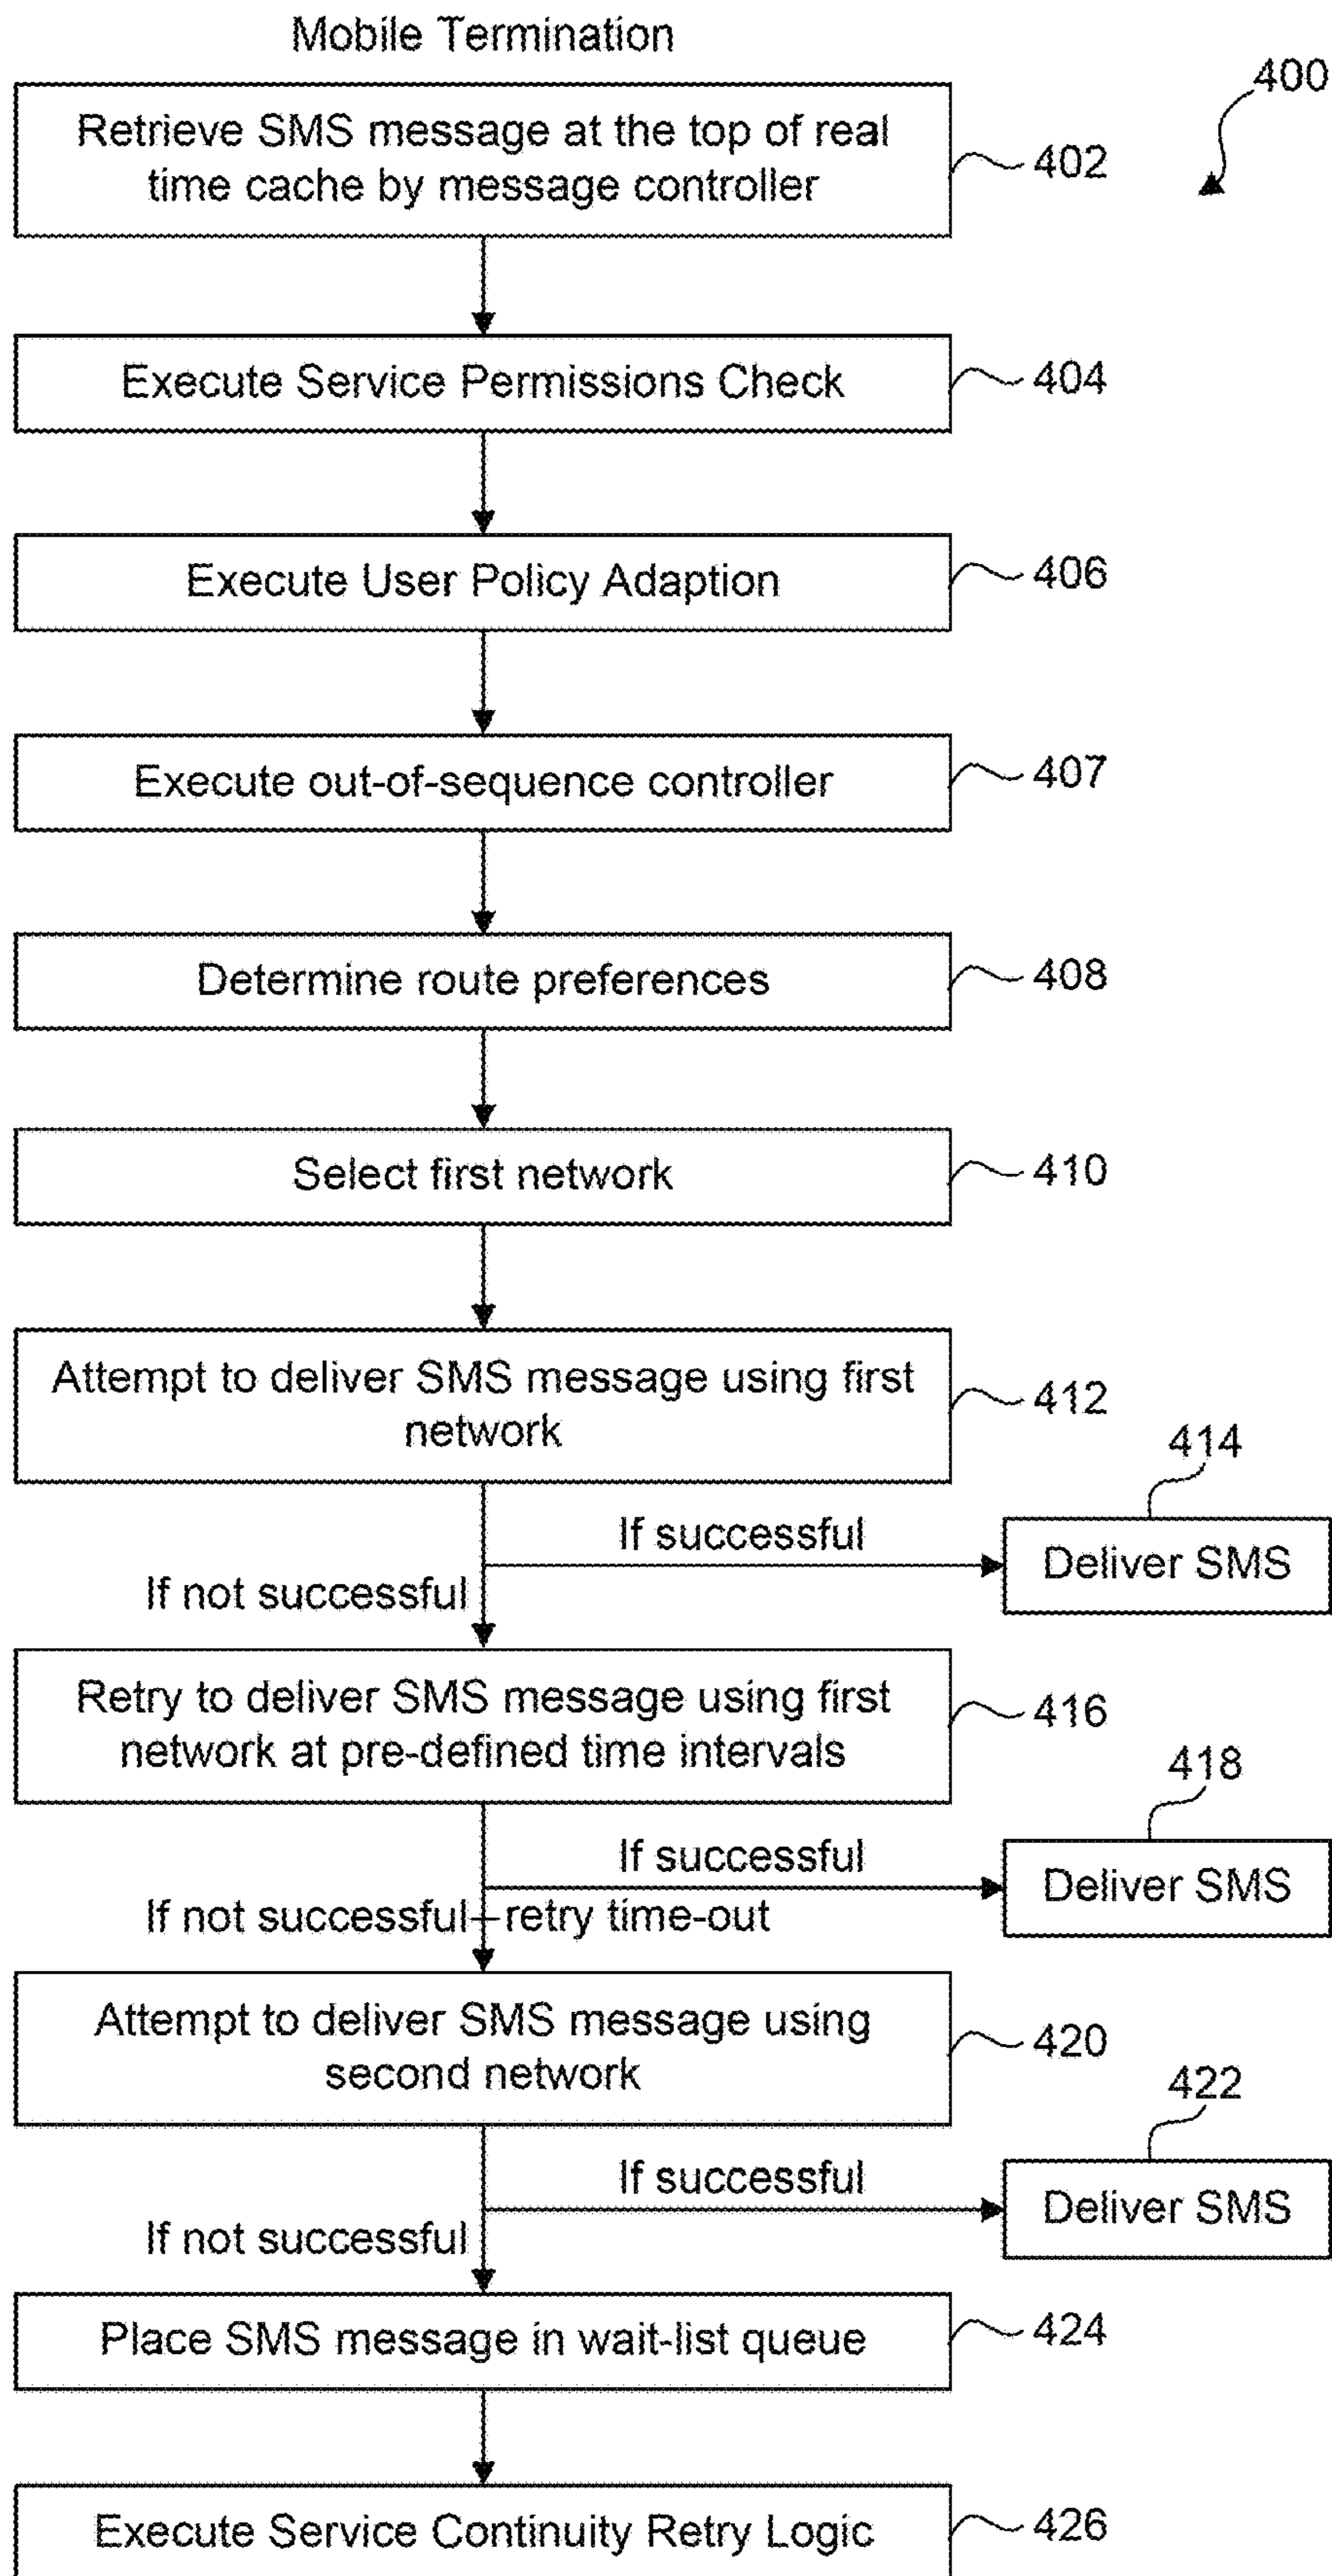 Mobile Termination
400
Retrieve SMS message at the top of real
time cache by message controller
402
Execute Service Permissions Check
404
Execute User Policy Adaption
406
Execute out-of-sequence controller
407
Determine route preferences
408
Select first network
410
Attempt to deliver SMS message using first
network
412
414
If successful
Deliver SMS
If not successful
Retry to deliver SMS message using first
network at pre-defined time intervals
416
418
If successful
Deliver SMS
If not successful – retry time-out
Attempt to deliver SMS message using
second network
420
422
If successful
Deliver SMS
If not successful
Place SMS message in wait-list queue
424
Execute Service Continuity Retry Logic
426